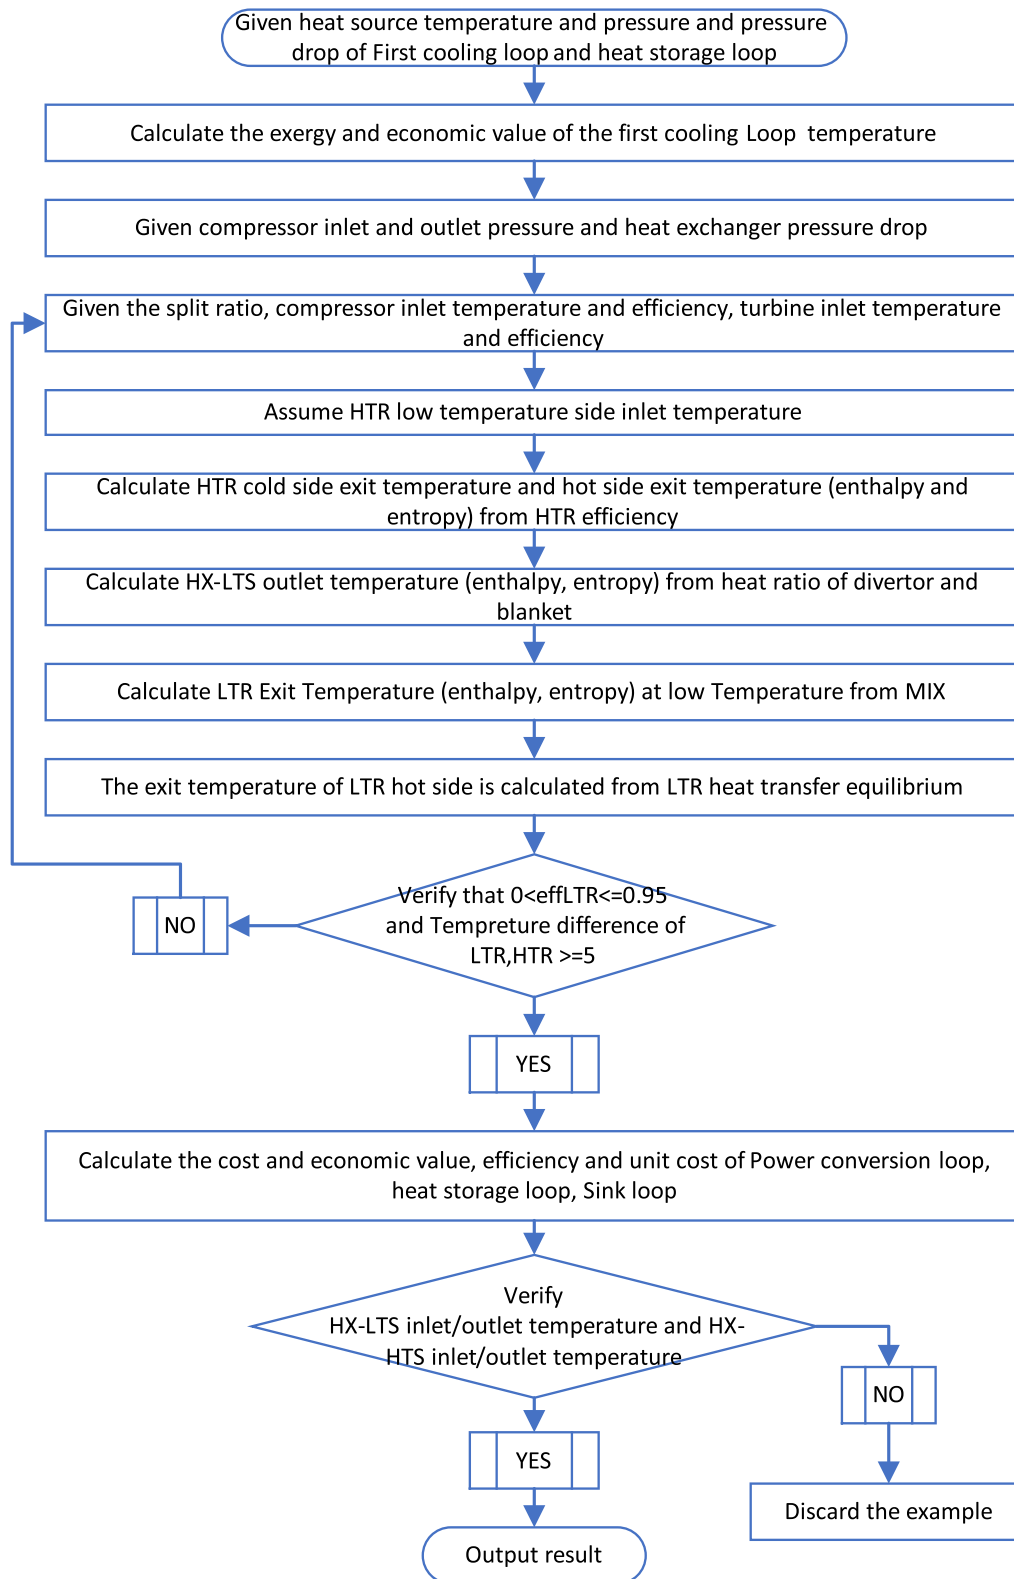 Given heat source temperature and pressure and pressure
drop of First cooling loop and heat storage loop
Calculate the exergy and economic value of the first cooling Loop temperature
Given compressor inlet and outlet pressure and heat exchanger pressure drop
Given the split ratio, compressor inlet temperature and efficiency, turbine inlet temperature
and efficiency
Assume HTR low temperature side inlet temperature
Calculate HTR cold side exit temperature and hot side exit temperature (enthalpy and
entropy) from HTR efficiency
Calculate HX-LTS outlet temperature (enthalpy, entropy) from heat ratio of divertor and
blanket
Calculate LTR Exit Temperature (enthalpy, entropy) at low Temperature from MIX
The exit temperature of LTR hot side is calculated from LTR heat transfer equilibrium
Verify that 0<effLTR<=0.95
and Tempreture difference of
LTR,HTR >=5
NO
YES
Calculate the cost and economic value, efficiency and unit cost of Power conversion loop,
heat storage loop, Sink loop
Verify
HX-LTS inlet/outlet temperature and HX-
HTS inlet/outlet temperature
NO
YES
Discard the example
Output result